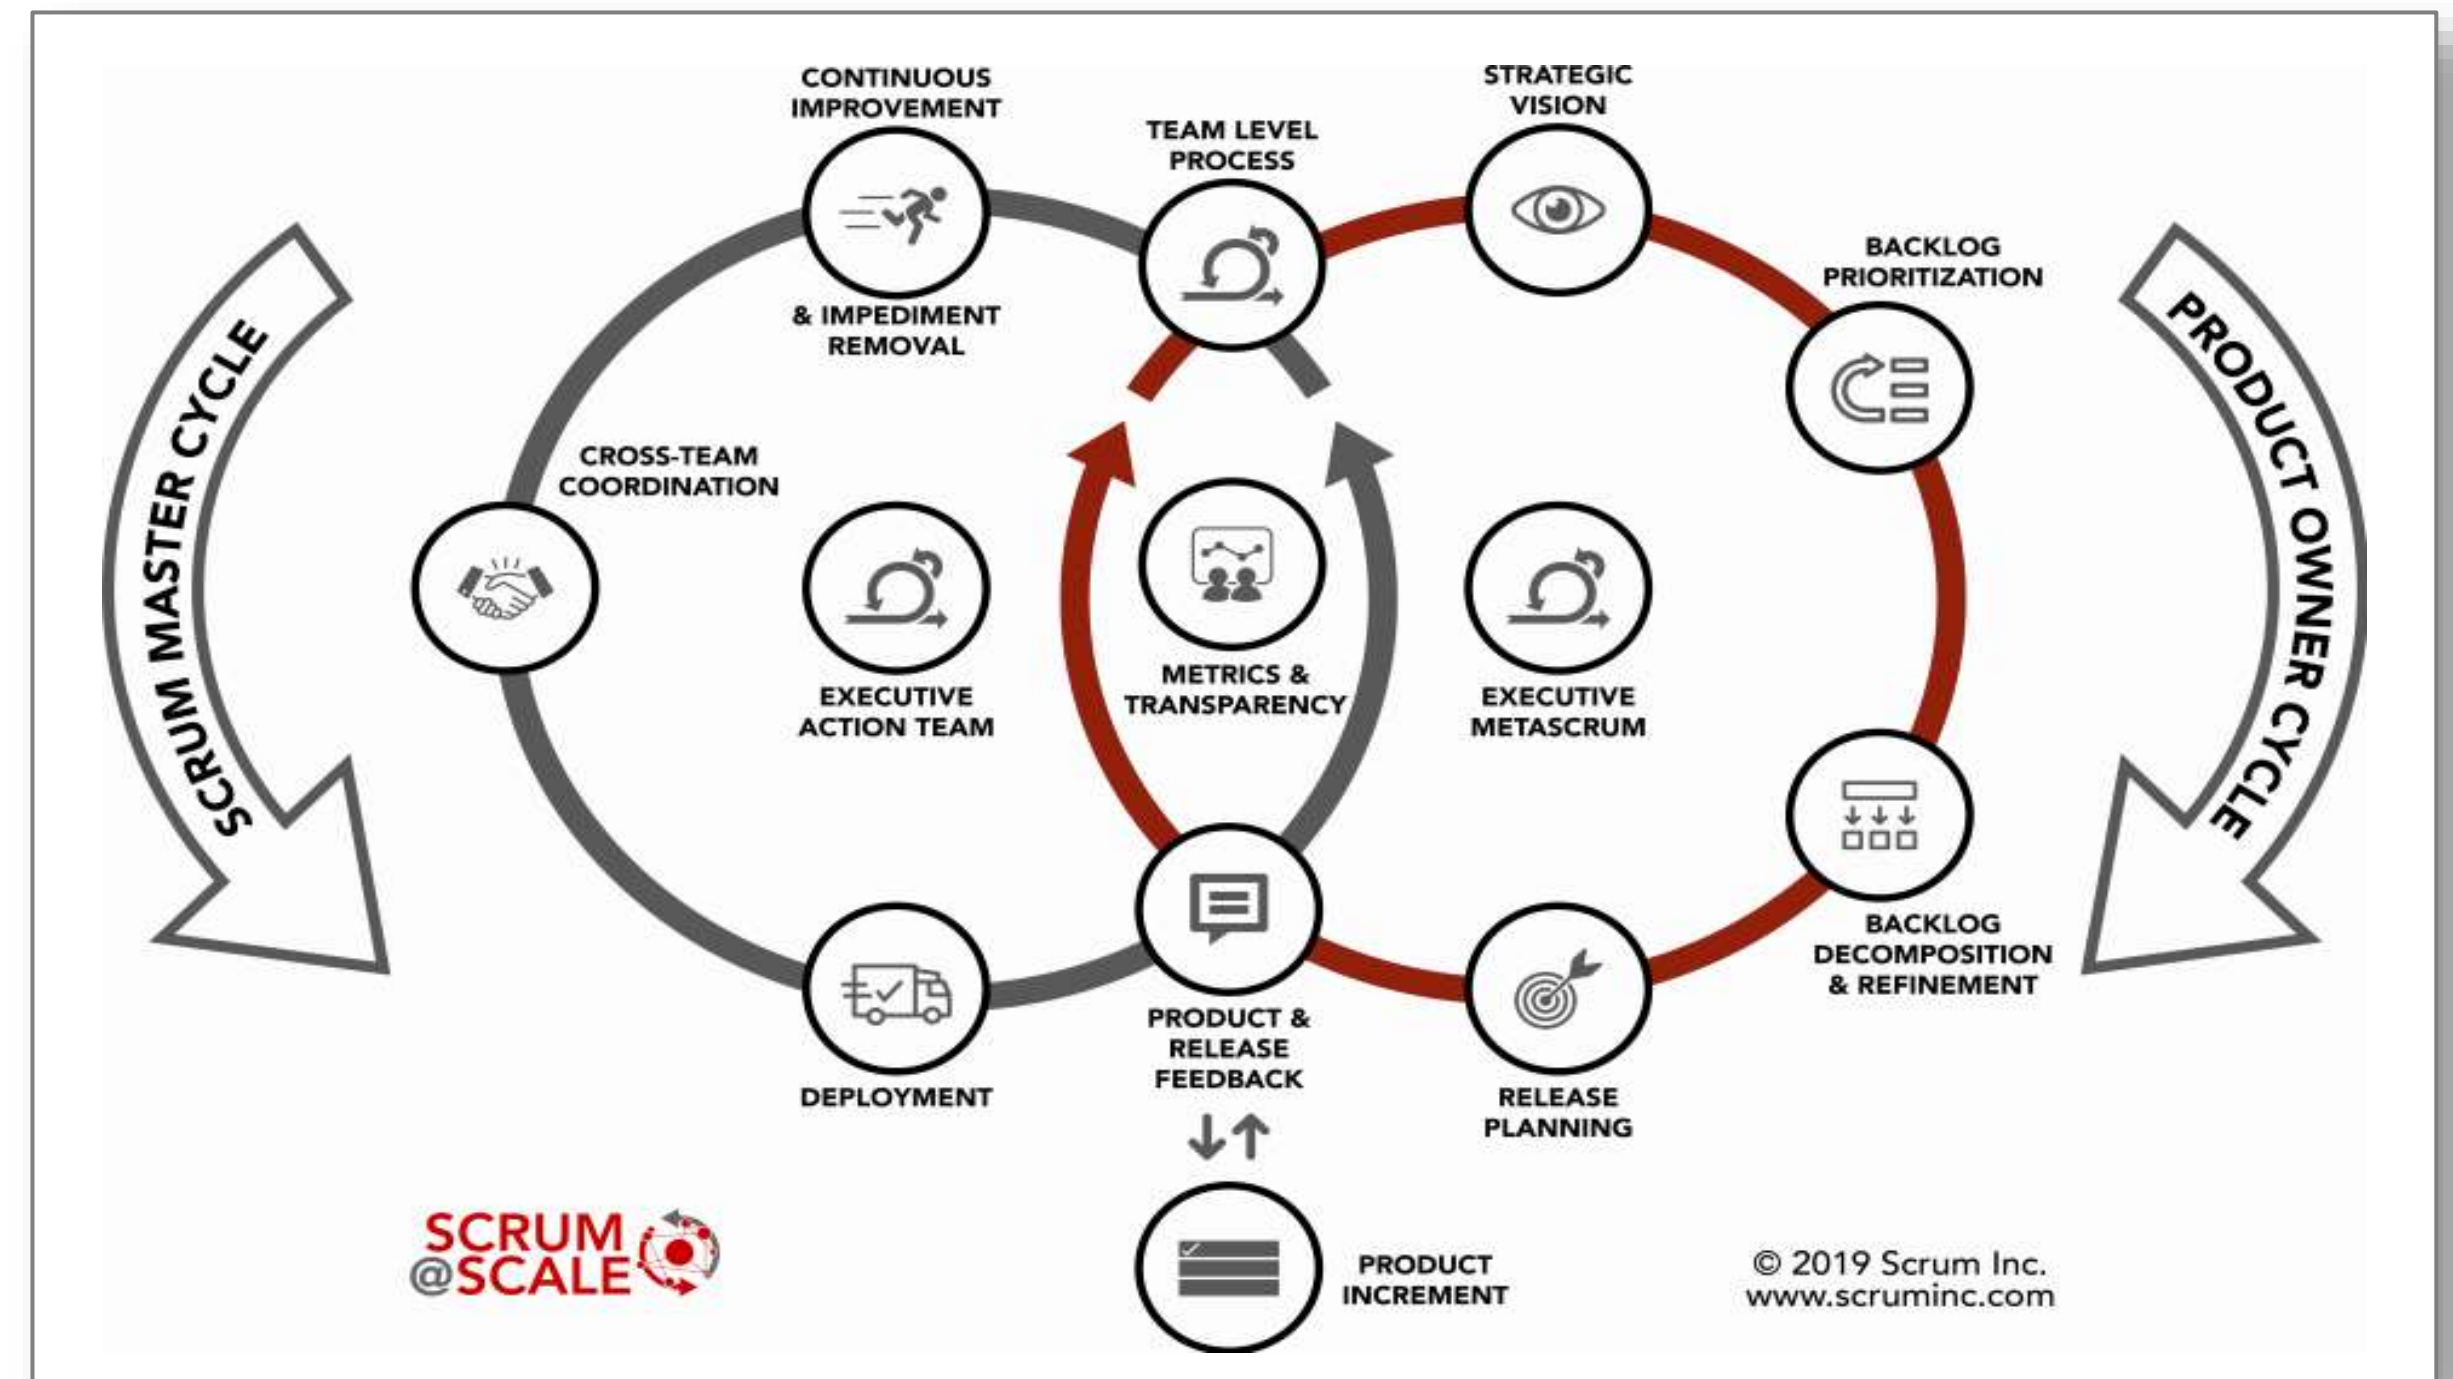 CONTINUOUS
IMPROVEMENT
& IMPEDIMENT
REMOVAL
TEAM LEVEL
PROCESS
STRATEGIC
VISION
BACKLOG
PRIORITIZATION
SCRUM MASTER CYCLE
PRODUCT OWNER CYCLE
CROSS-TEAM
COORDINATION
EXECUTIVE
ACTION TEAM
METRICS &
TRANSPARENCY
EXECUTIVE
METASCRUM
BACKLOG
DECOMPOSITION
& REFINEMENT
DEPLOYMENT
PRODUCT &
RELEASE
FEEDBACK
RELEASE
PLANNING
SCRUM
@SCALE
PRODUCT
INCREMENT
© 2019 Scrum Inc.
www.scruminc.com